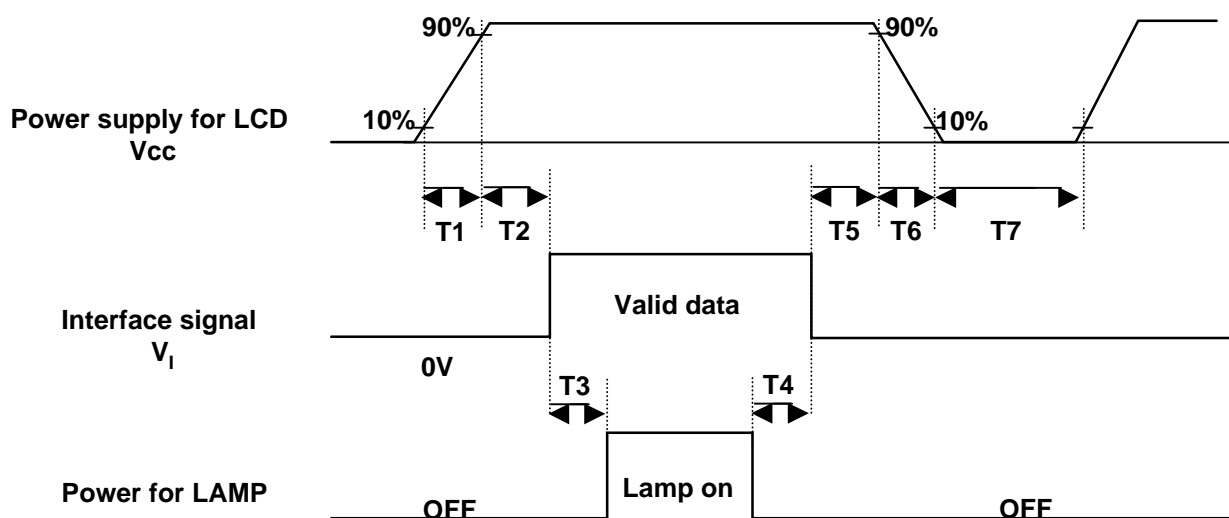 90%
90%
Power supply for LCD
Vcc
10%
10%
T1
T2
T5
T6
T7
Valid data
Interface signal
V_I
0V
T3
T4
Lamp on
Power for LAMP
OFF
OFF